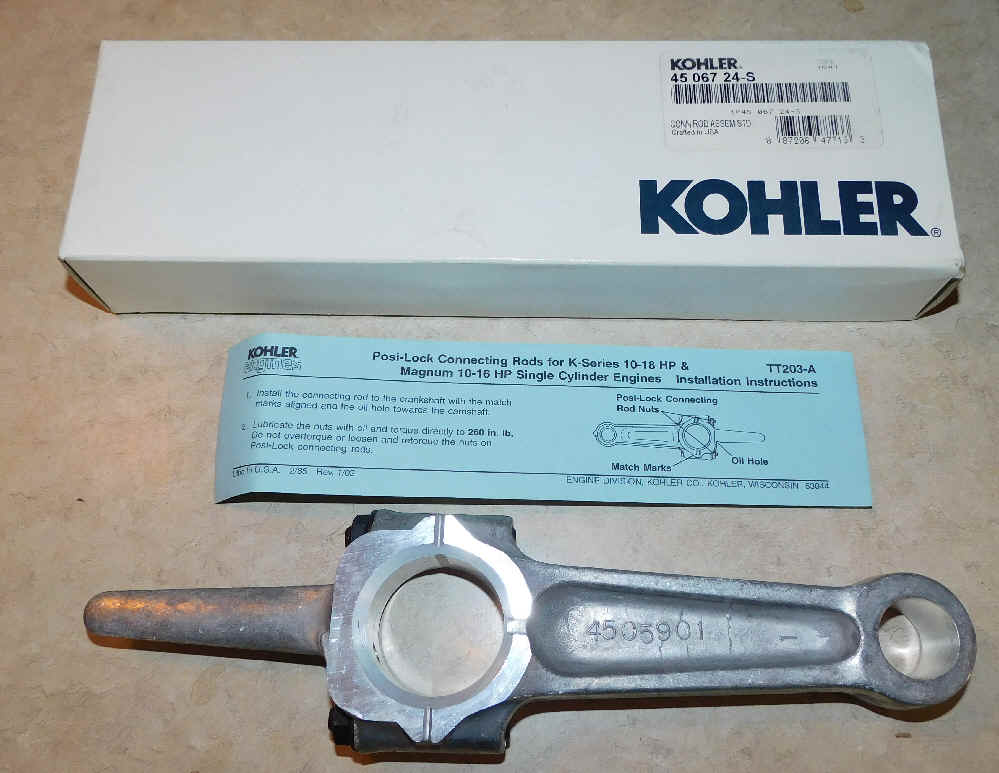 KOHLER®
45 067 24-S
CONN ROD ASSEM STD
Crafted in USA
KOHLER®
KOHLER
engines
Posi-Lock Connecting Rods for K-Series 10-18 HP &
Magnum 10-16 HP Single Cylinder Engines Installation Instructions
TT203-A
1. Install the connecting rod to the crankshaft with the match
marks aligned and the oil hole towards the camshaft.
2. Lubricate the nuts with oil and torque directly to 260 in. lb.
Do not overtorque or loosen and retorque the nuts on
Posi-Lock connecting rods.
Posi-Lock Connecting
Rod Nuts
Oil Hole
Match Marks
Litho in U.S.A. 2/85 Rev.
ENGINE DIVISION, KOHLER CO., KOHLER, WISCONSIN 53044
4505901